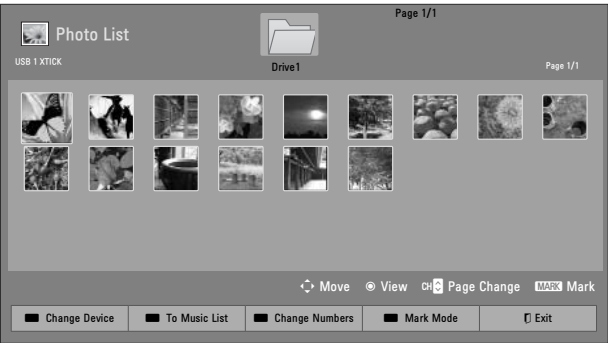 Page 1/1
Photo List
USB 1 XTICK
Drive1
Page 1/1
Move View CH Page Change MARK Mark
Change Device To Music List Change Numbers Mark Mode Exit